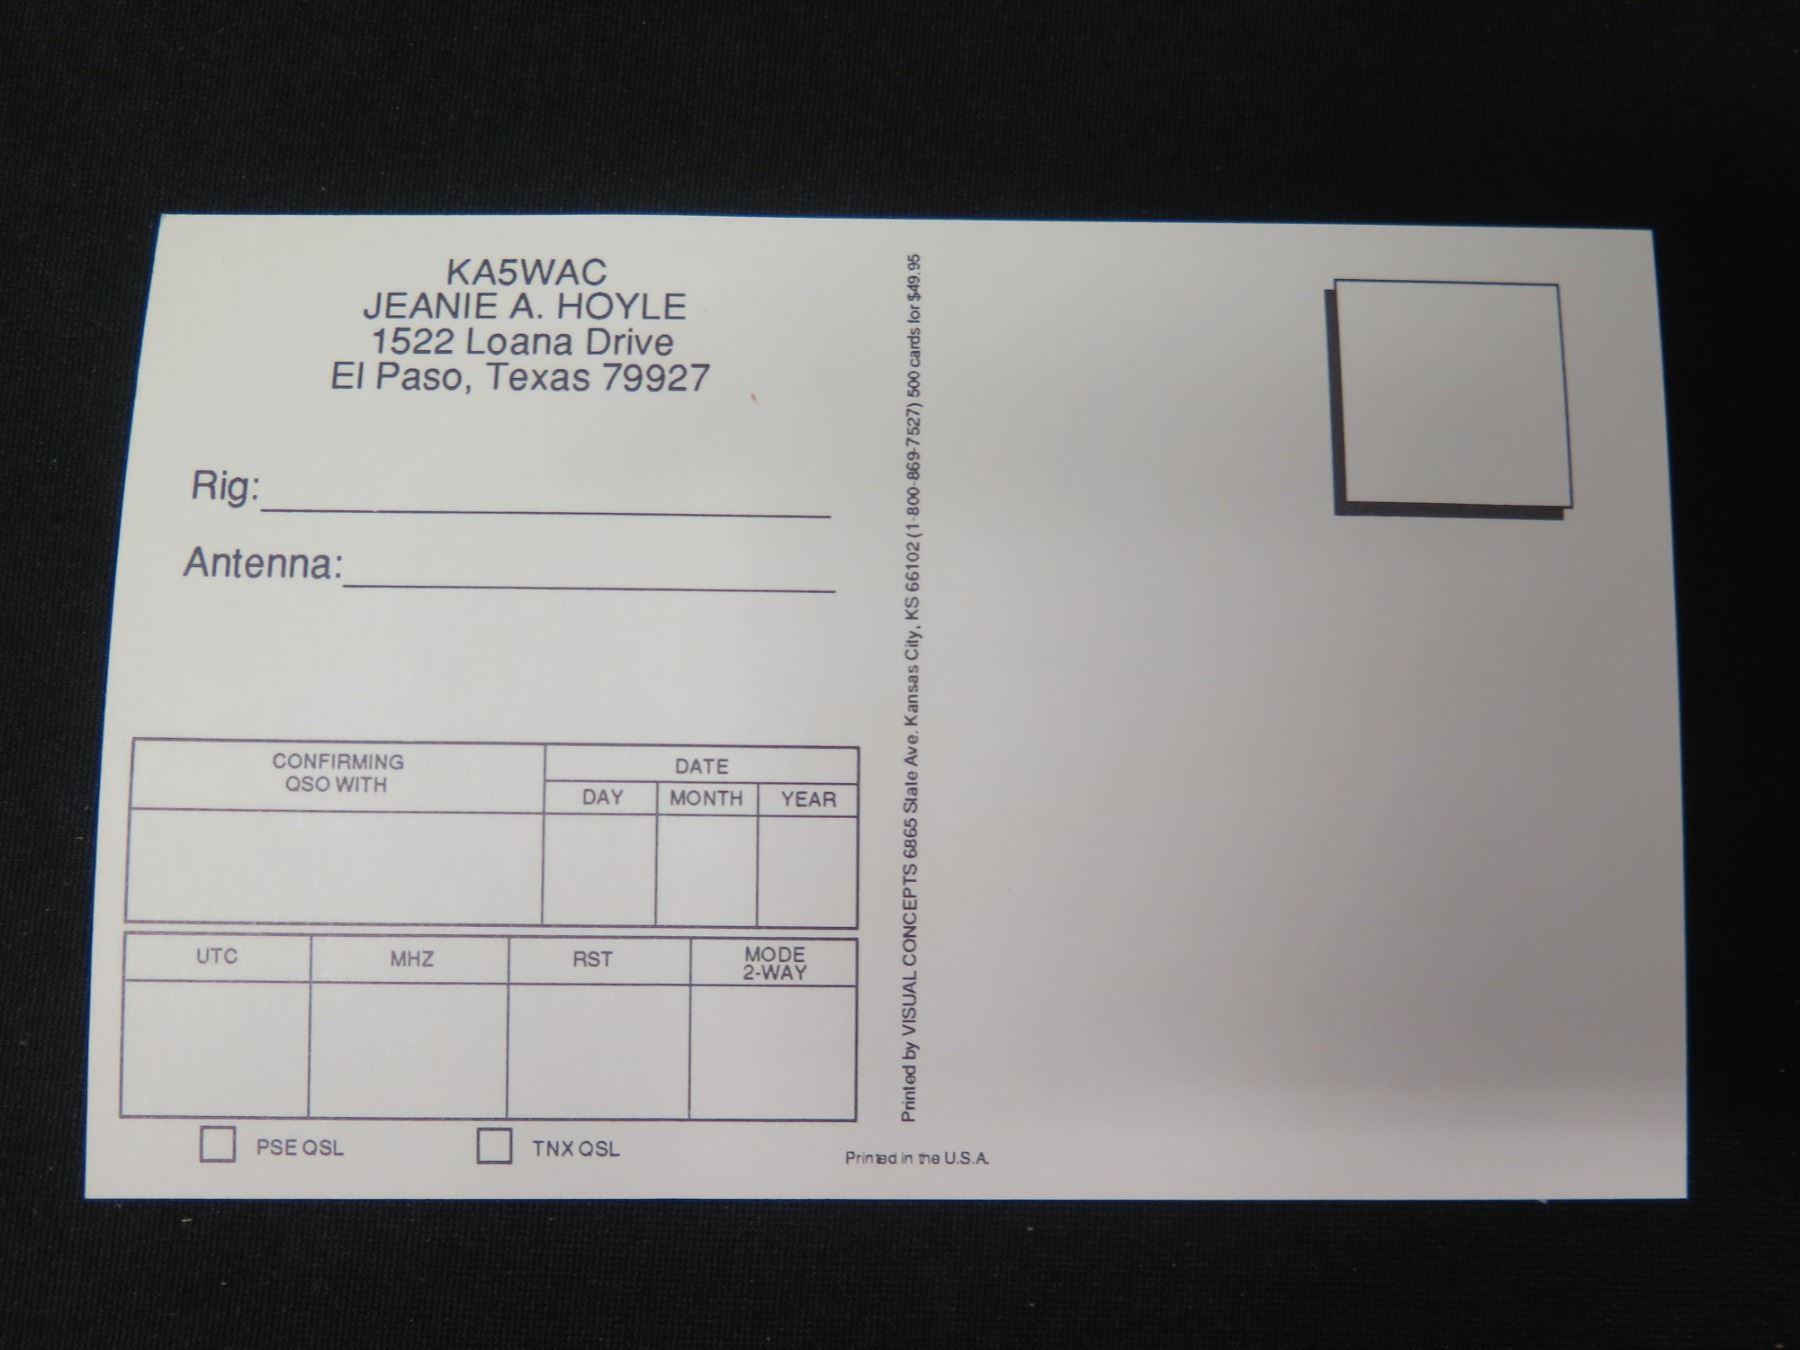 KA5WAC
JEANIE A. HOYLE
1522 Loana Drive
El Paso, Texas 79927
Rig:
Antenna:
CONFIRMING
QSO WITH
DATE
DAY MONTH YEAR
UTC MHZ RST MODE
2-WAY
PSE QSL TNX QSL
Printed by VISUAL CONCEPTS 6865 State Ave. Kansas City, KS 66102 (1-800-869-7527) 500 cards for $49.95
Printed in the U.S.A.